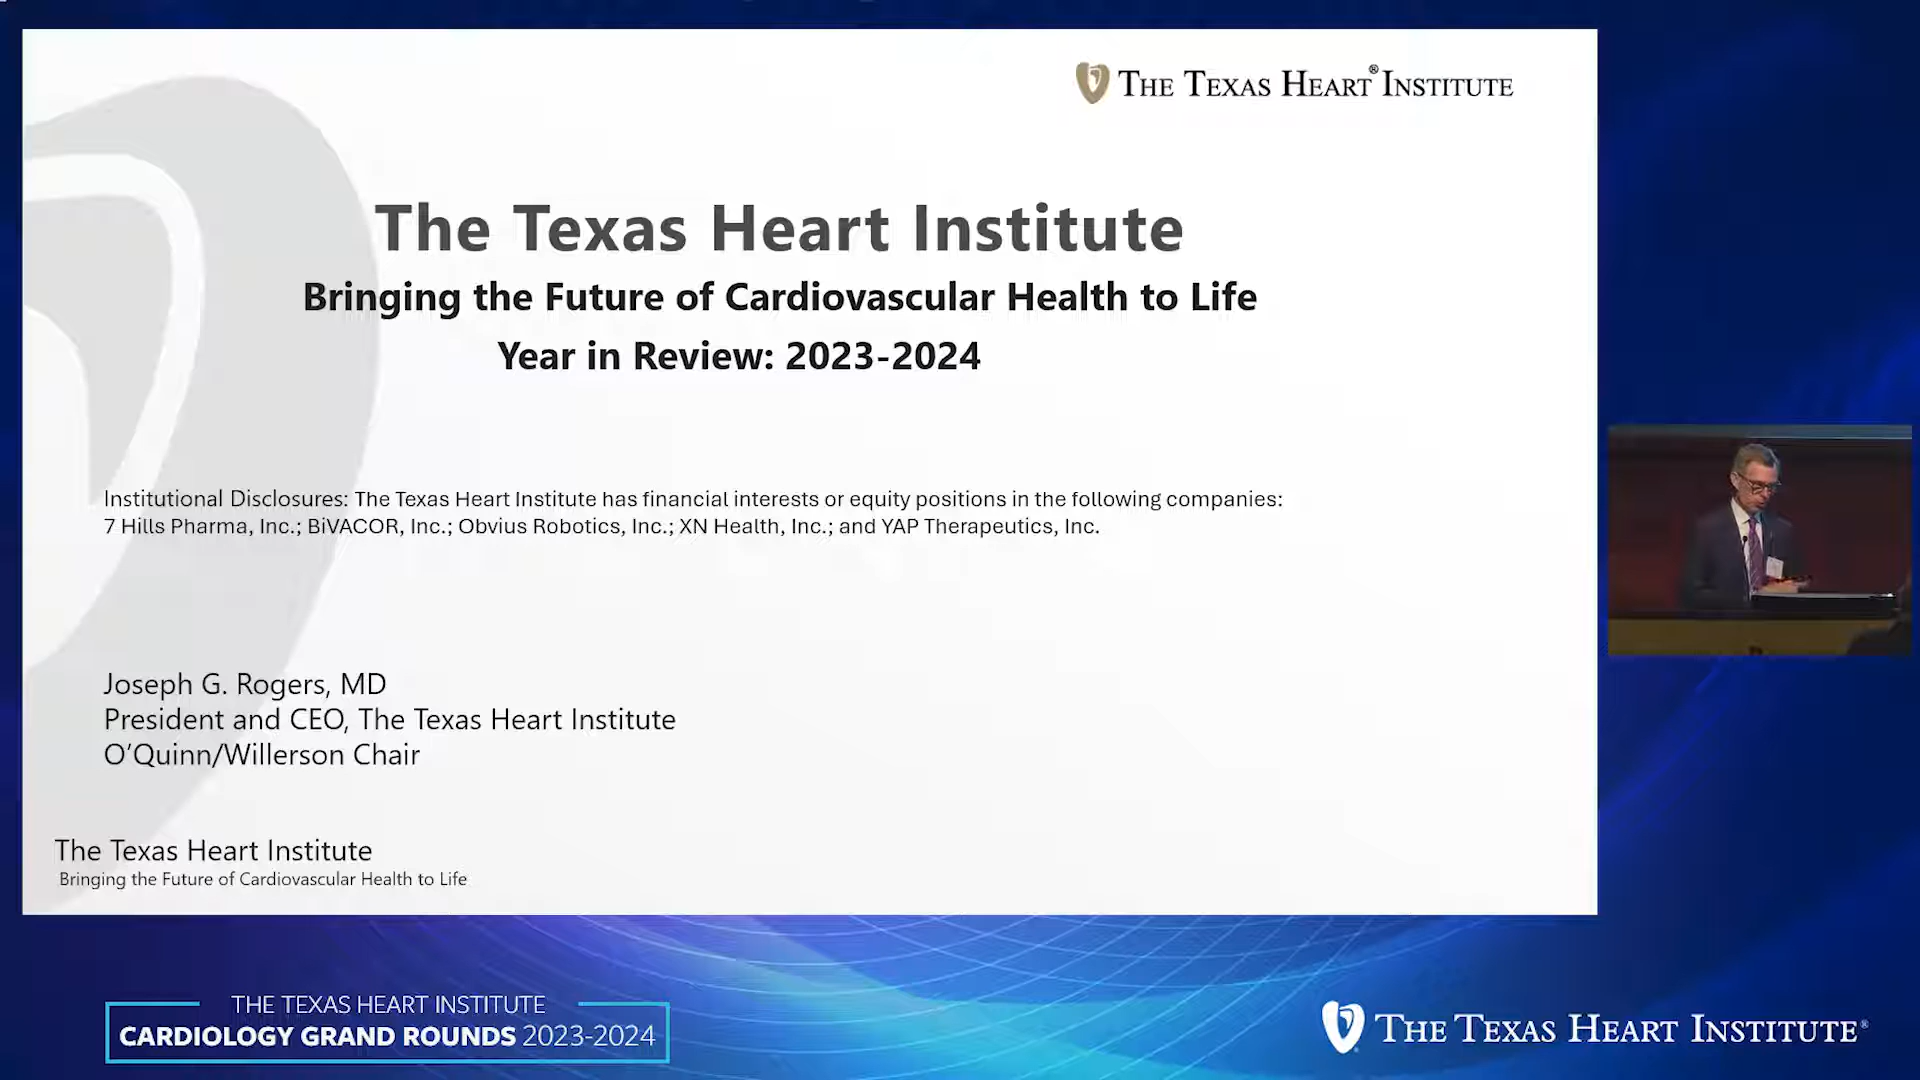 THE TEXAS HEART® INSTITUTE
The Texas Heart Institute
Bringing the Future of Cardiovascular Health to Life
Year in Review: 2023-2024
Institutional Disclosures: The Texas Heart Institute has financial interests or equity positions in the following companies:
7 Hills Pharma, Inc.; BiVACOR, Inc.; Obvius Robotics, Inc.; XN Health, Inc.; and YAP Therapeutics, Inc.
Joseph G. Rogers, MD
President and CEO, The Texas Heart Institute
O’Quinn/Willerson Chair
The Texas Heart Institute
Bringing the Future of Cardiovascular Health to Life
THE TEXAS HEART INSTITUTE
CARDIOLOGY GRAND ROUNDS 2023-2024
THE TEXAS HEART INSTITUTE®